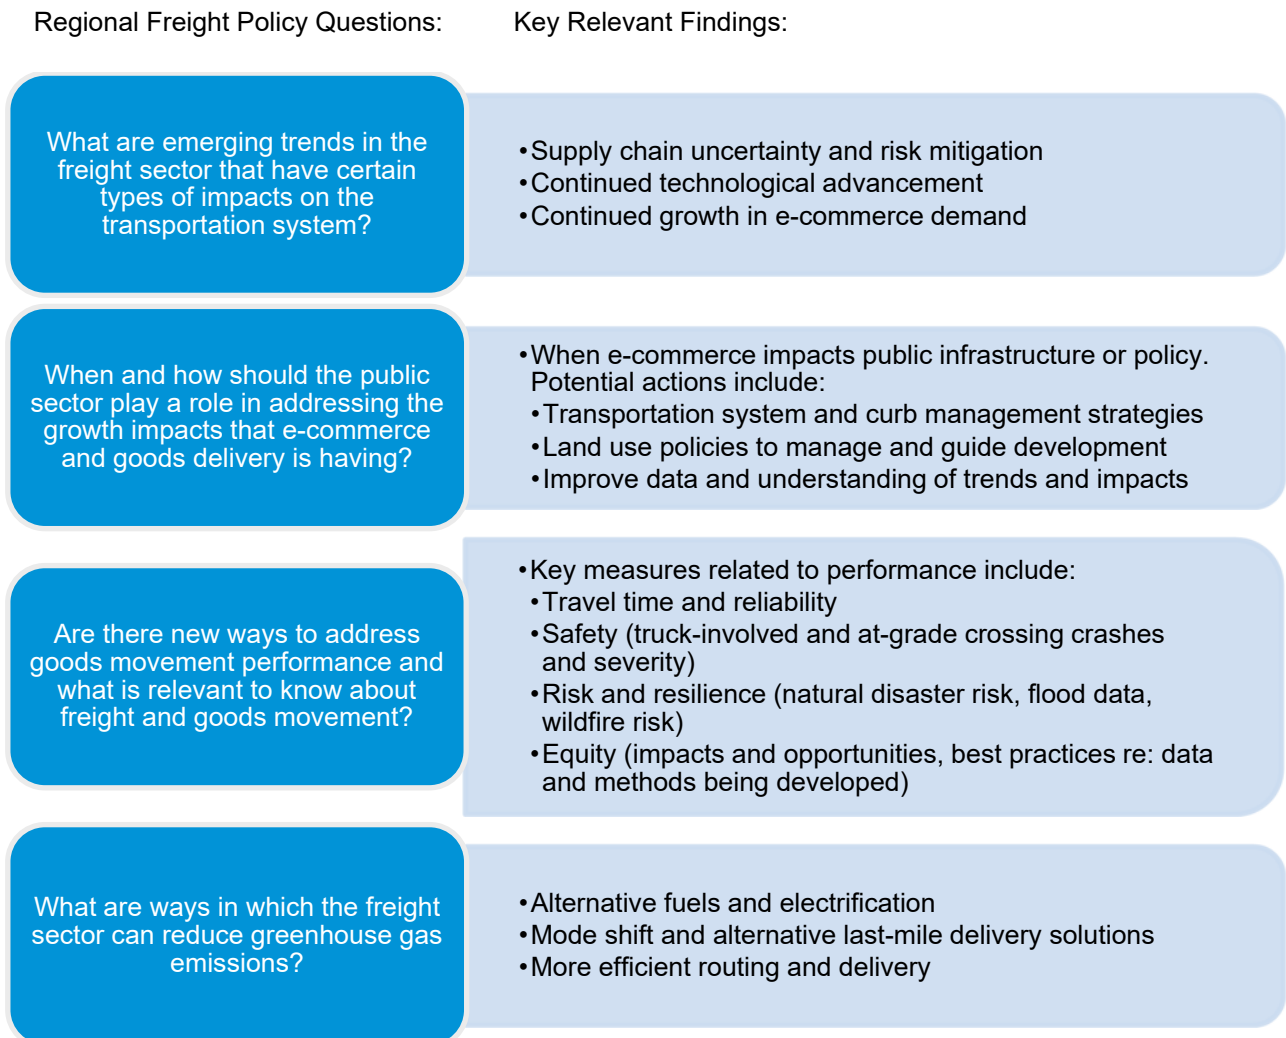 Regional Freight Policy Questions:
Key Relevant Findings:
What are emerging trends in the
freight sector that have certain
types of impacts on the
transportation system?
•Supply chain uncertainty and risk mitigation
•Continued technological advancement
•Continued growth in e-commerce demand
When and how should the public
sector play a role in addressing the
growth impacts that e-commerce
and goods delivery is having?
•When e-commerce impacts public infrastructure or policy.
Potential actions include:
•Transportation system and curb management strategies
•Land use policies to manage and guide development
•Improve data and understanding of trends and impacts
Are there new ways to address
goods movement performance and
what is relevant to know about
freight and goods movement?
•Key measures related to performance include:
•Travel time and reliability
•Safety (truck-involved and at-grade crossing crashes
and severity)
•Risk and resilience (natural disaster risk, flood data,
wildfire risk)
•Equity (impacts and opportunities, best practices re: data
and methods being developed)
What are ways in which the freight
sector can reduce greenhouse gas
emissions?
•Alternative fuels and electrification
•Mode shift and alternative last-mile delivery solutions
•More efficient routing and delivery